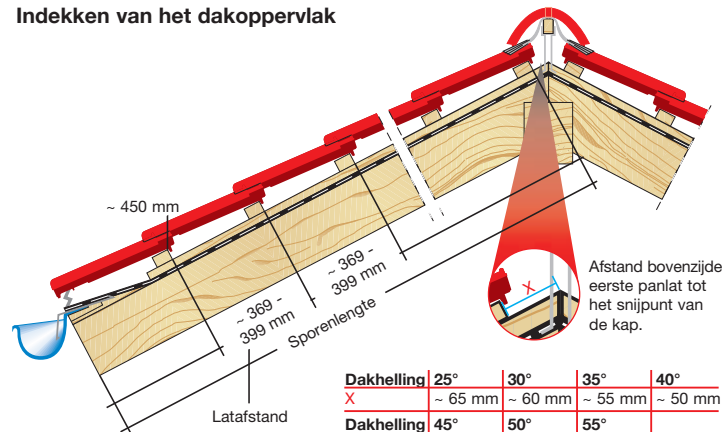 Indekken van het dakoppervlak
~ 450 mm
~ 369 -
399 mm
~ 369 -
399 mm
Sporenlengte
Latafstand
X
Afstand bovenzijde
eerste panlat tot
het snijpunt van
de kap.
Dakhelling 25° 30° 35° 40°
X ~ 65 mm ~ 60 mm ~ 55 mm ~ 50 mm
Dakhelling 45° 50° 55°